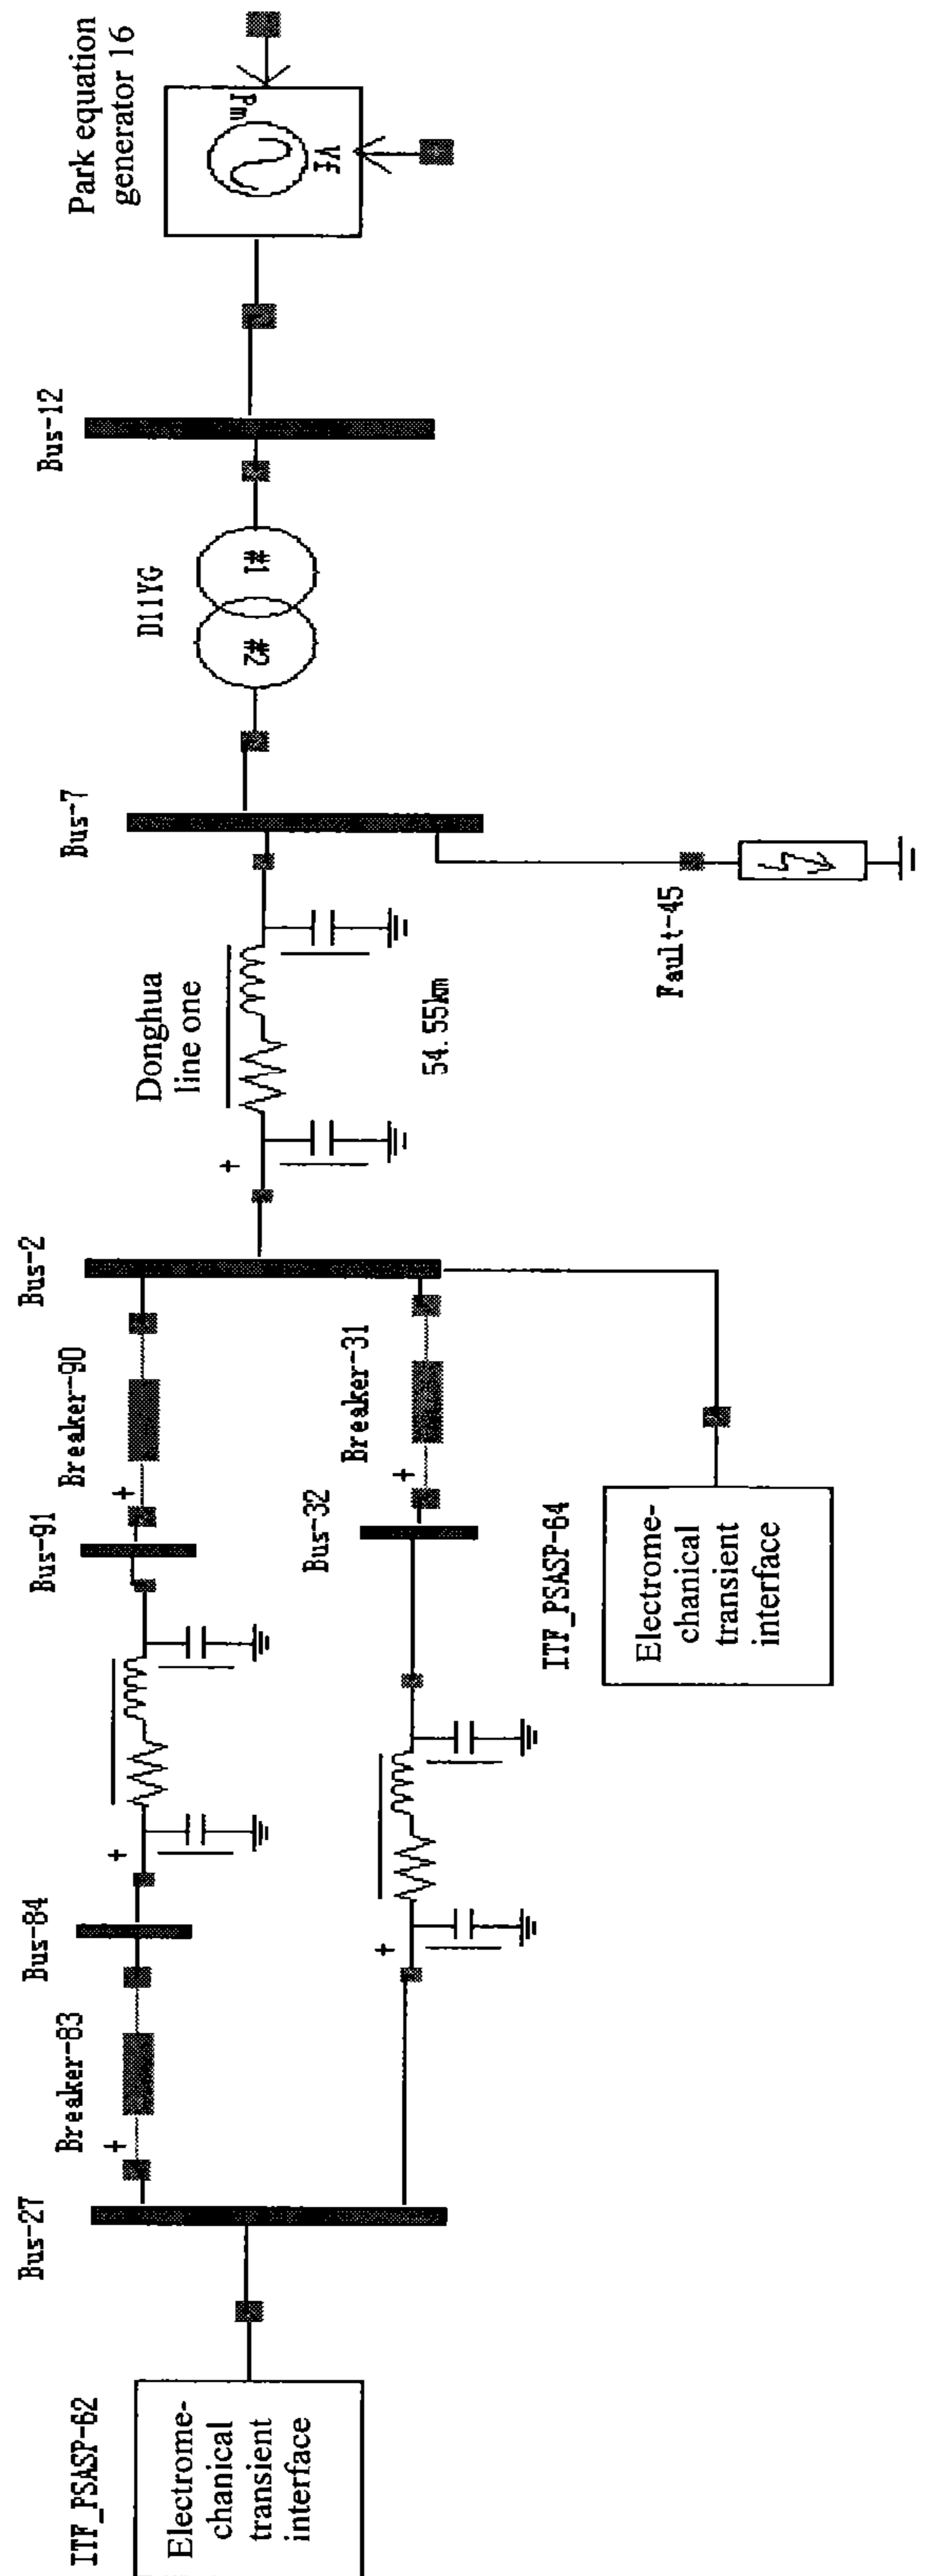 ITF_PSASP-62
Electrome-
chanical
transient
interface
Bus-27
Breaker-83
+
Bus-84
+
Bus-91
Breaker-90
+
Bus-2
Bus-32
Breaker-31
+
+
ITF_PSASP-64
Electrome-
chanical
transient
interface
Donghua
line one
+
54.55km
Bus-7
Fault-45
D11YG
#2
#1
Bus-12
Park equation
generator 16
Pm
Vf